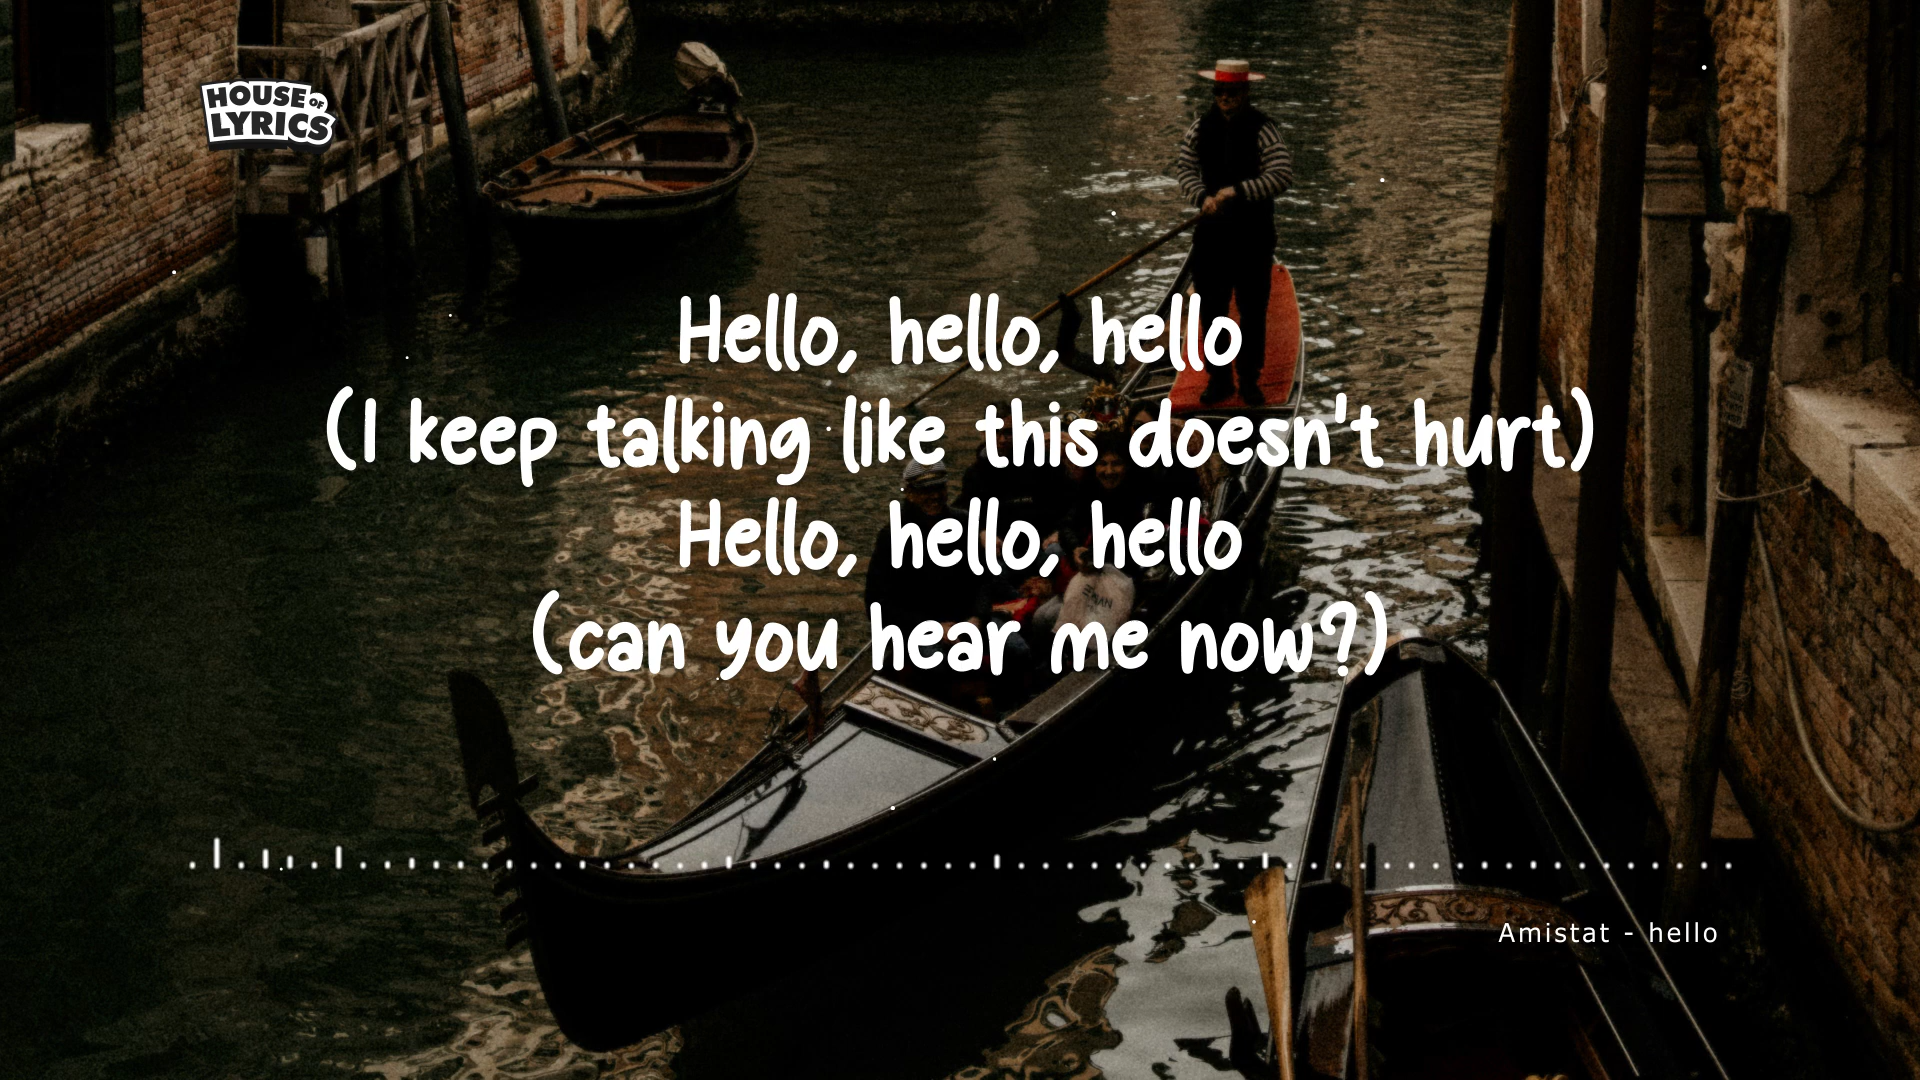 HOUSE OF
LYRICS
Hello, hello, hello
(I keep talking like this doesn't hurt)
Hello, hello, hello
(can you hear me now?)
Amistat - hello